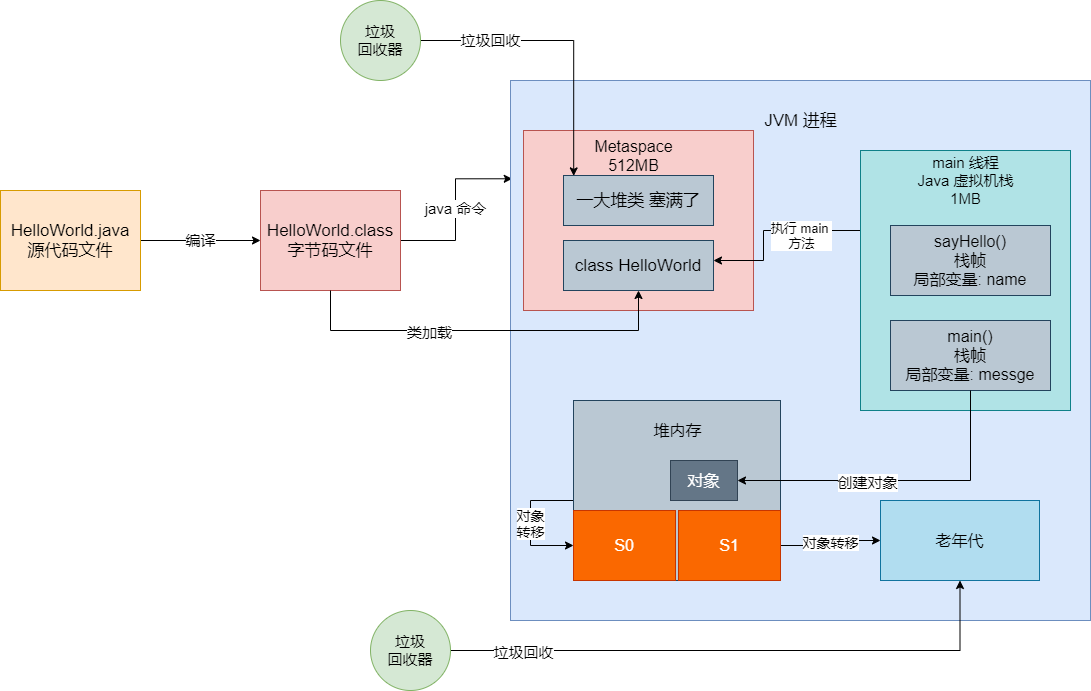 垃圾
回收器
垃圾回收
JVM 进程
Metaspace
512MB
一大堆类 塞满了
class HelloWorld
main 线程
Java 虚拟机栈
1MB
sayHello()
栈帧
局部变量: name
main()
栈帧
局部变量: messge
执行 main
方法
HelloWorld.java
源代码文件
编译
HelloWorld.class
字节码文件
java 命令
类加载
堆内存
对象
创建对象
对象
转移
S0
S1
对象转移
老年代
垃圾
回收器
垃圾回收